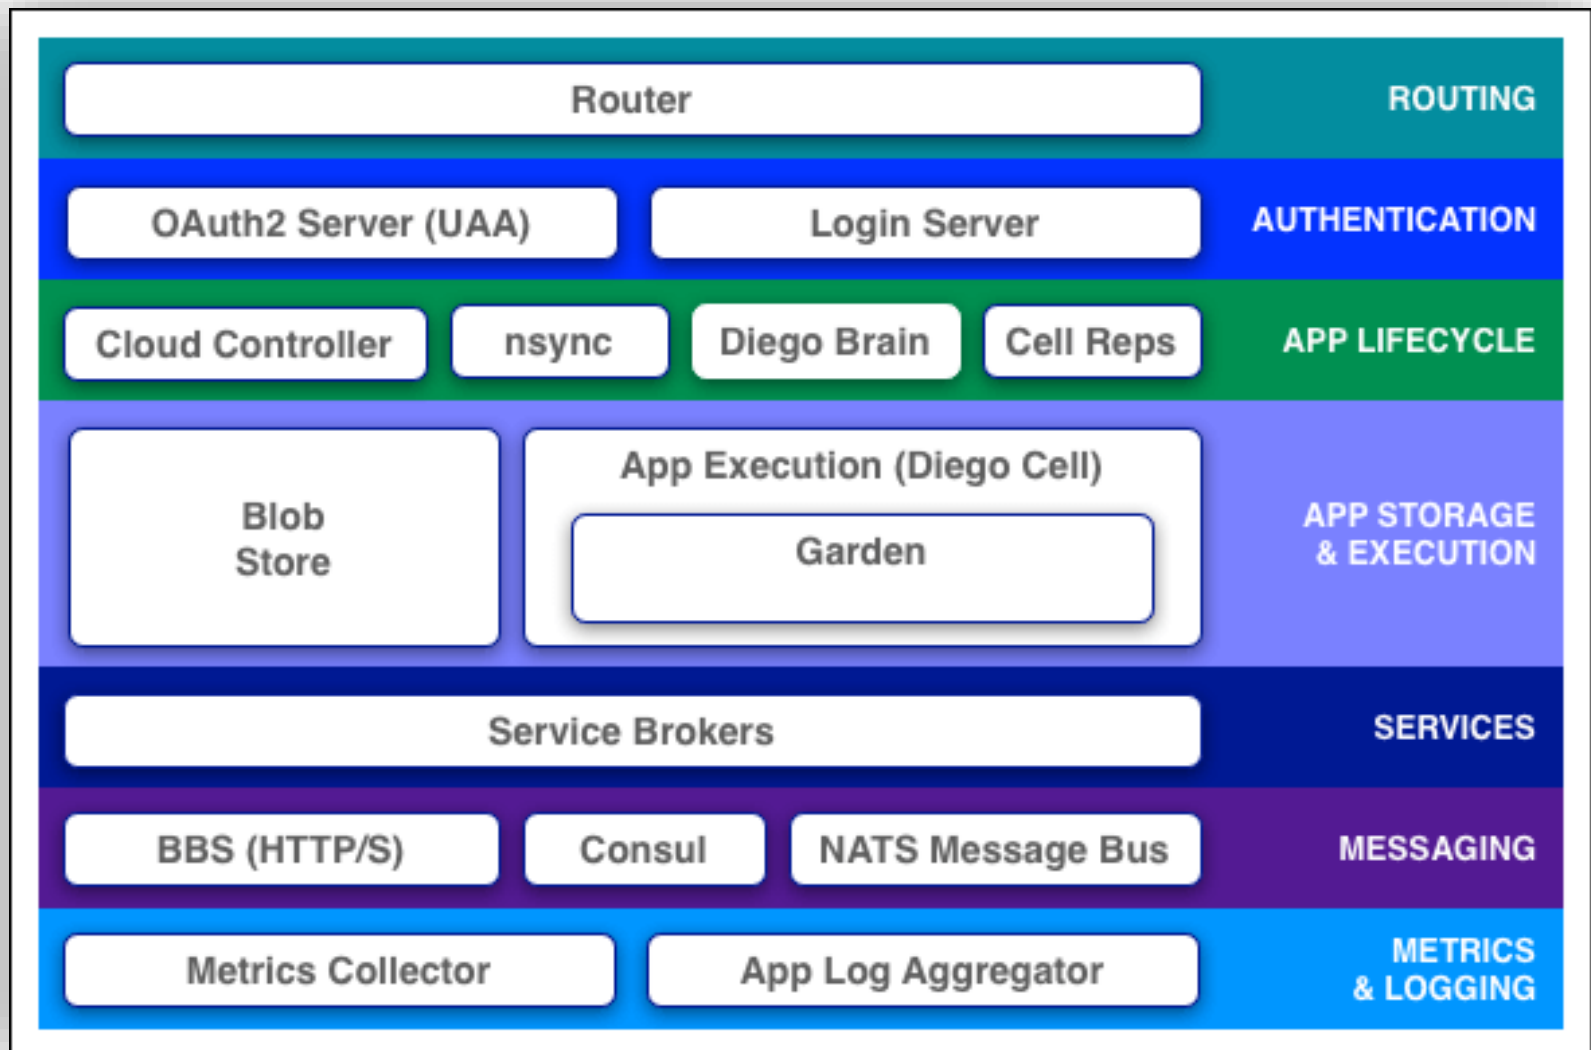 Router
ROUTING
OAuth2 Server (UAA)
Login Server
AUTHENTICATION
Cloud Controller
nsync
Diego Brain
Cell Reps
APP LIFECYCLE
Blob
Store
App Execution (Diego Cell)
Garden
APP STORAGE
& EXECUTION
Service Brokers
SERVICES
BBS (HTTP/S)
Consul
NATS Message Bus
MESSAGING
Metrics Collector
App Log Aggregator
METRICS
& LOGGING